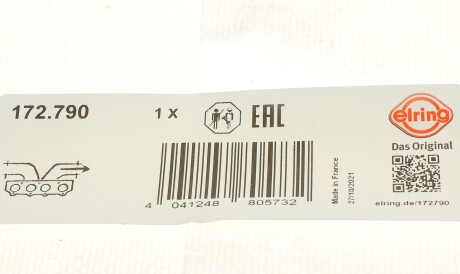 172.790
1 x
EAC
elring
Das Original
4 041248 805732
Made in France
27/10/2021
elring.de/172790